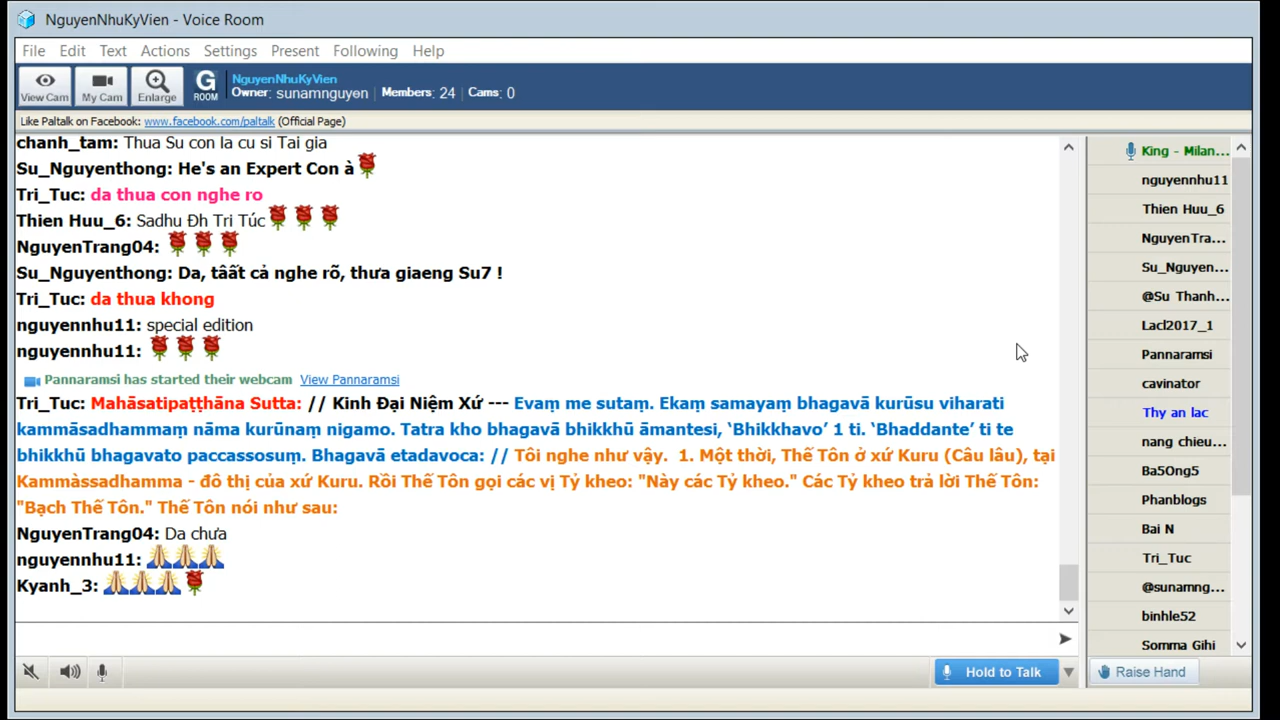 NguyenNhuKyVien - Voice Room
File Edit Text Actions Settings Present Following Help
View Cam My Cam Enlarge G ROOM
NguyenNhuKyVien
Owner: sunamnguyen Members: 24 Cams: 0
Like Paltalk on Facebook: www.facebook.com/paltalk (Official Page)
chanh_tam: Thua Su con la cu si Tai gia
Su_Nguyenthong: He's an Expert Con à
Tri_Tuc: da thua con nghe ro
Thien Huu_6: Sadhu Đh Tri Túc
NguyenTrang04:
Su_Nguyenthong: Da, tâât cả nghe rõ, thưa giaeng Su7 !
Tri_Tuc: da thua khong
nguyennhu11: special edition
nguyennhu11:
Pannaramsi has started their webcam View Pannaramsi
Tri_Tuc: Mahāsatipaṭṭhāna Sutta: // Kinh Đại Niệm Xứ --- Evaṃ me sutaṃ. Ekaṃ samayaṃ bhagavā kurūsu viharati
kammāsadhammaṃ nāma kurūnaṃ nigamo. Tatra kho bhagavā bhikkhū āmantesi, ‘Bhikkhavo’ 1 ti. ‘Bhaddante’ ti te
bhikkhū bhagavato paccassosuṃ. Bhagavā etadavoca: // Tôi nghe như vậy. 1. Một thời, Thế Tôn ở xứ Kuru (Câu lâu), tại
Kammàssadhamma - đô thị của xứ Kuru. Rồi Thế Tôn gọi các vị Tỷ kheo: "Này các Tỷ kheo." Các Tỷ kheo trả lời Thế Tôn:
"Bạch Thế Tôn." Thế Tôn nói như sau:
NguyenTrang04: Da chưa
nguyennhu11:
Kyanh_3:
Hold to Talk
King - Milan...
nguyennhu11
Thien Huu_6
NguyenTra...
Su_Nguyen...
@Su Thanh...
Lacl2017_1
Pannaramsi
cavinator
Thy an lac
nang chieu...
Ba5Ong5
Phanblogs
Bai N
Tri_Tuc
@sunamng...
binhle52
Somma Gihi
Raise Hand